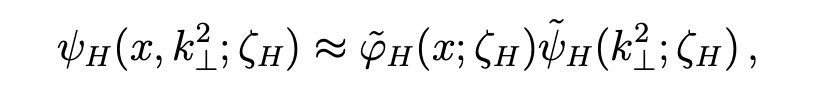 ψ_H(x, k_⊥^2; ζ_H) ≈ φ̃_H(x; ζ_H)ψ̃_H(k_⊥^2; ζ_H) ,